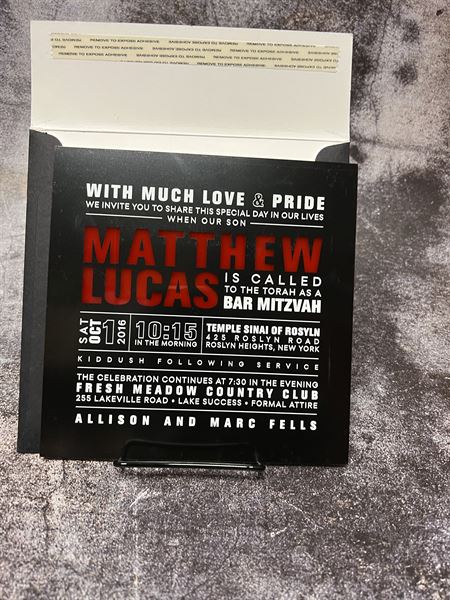 REMOVE TO EXPOSE ADHESIVE
REMOVE TO EXPOSE ADHESIVE
WITH MUCH LOVE & PRIDE
WE INVITE YOU TO SHARE THIS SPECIAL DAY IN OUR LIVES
WHEN OUR SON
MATTHEW
LUCAS
IS CALLED
TO THE TORAH AS A
BAR MITZVAH
SAT
OCT
1
2016
10:15
IN THE MORNING
TEMPLE SINAI OF ROSYLN
425 ROSLYN ROAD
ROSLYN HEIGHTS, NEW YORK
KIDDUSH FOLLOWING SERVICE
THE CELEBRATION CONTINUES AT 7:30 IN THE EVENING
FRESH MEADOW COUNTRY CLUB
255 LAKEVILLE ROAD • LAKE SUCCESS • FORMAL ATTIRE
ALLISON AND MARC FELLS